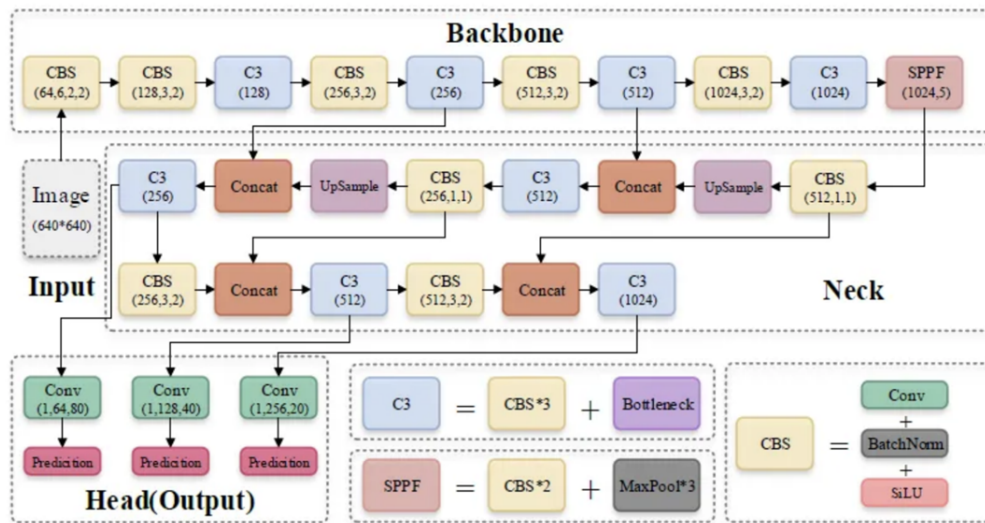 Backbone
CBS
(64,6,2,2)
CBS
(128,3,2)
C3
(128)
CBS
(256,3,2)
C3
(256)
CBS
(512,3,2)
C3
(512)
CBS
(1024,3,2)
C3
(1024)
SPPF
(1024,5)
Image
(640*640)
Input
C3
(256)
Concat
UpSample
CBS
(256,1,1)
C3
(512)
Concat
UpSample
CBS
(512,1,1)
CBS
(256,3,2)
Concat
C3
(512)
CBS
(512,3,2)
Concat
C3
(1024)
Neck
Conv
(1,64,80)
Conv
(1,128,40)
Conv
(1,256,20)
Predicition
Predicition
Predicition
Head(Output)
C3 = CBS*3 + Bottleneck
SPPF = CBS*2 + MaxPool*3
CBS =
Conv
+
BatchNorm
+
SiLU